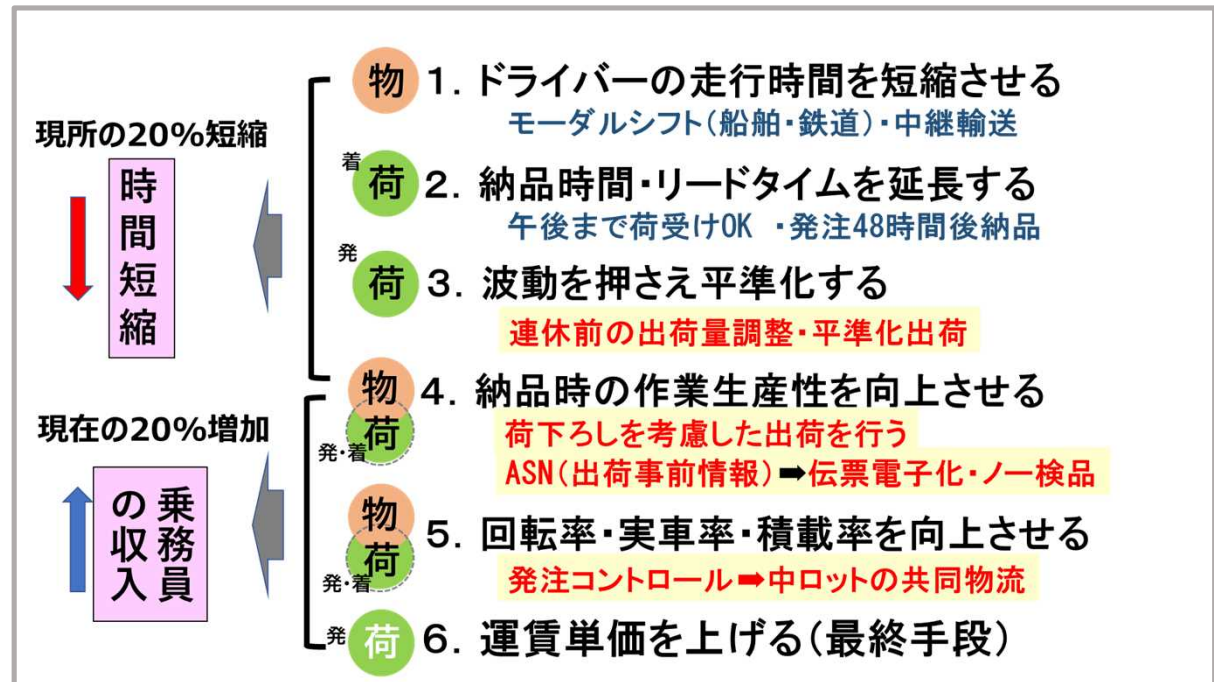 物 1. ドライバーの走行時間を短縮させる
モーダルシフト(船舶・鉄道)・中継輸送
現所の20%短縮
時間短縮
着 荷 2. 納品時間・リードタイムを延長する
午後まで荷受けOK ・発注48時間後納品
発 荷 3. 波動を押さえ平準化する
連休前の出荷量調整・平準化出荷
物 荷 発・着 4. 納品時の作業生産性を向上させる
荷下ろしを考慮した出荷を行う
ASN(出荷事前情報)➡伝票電子化・ノー検品
現在の20%増加
乗務員
の収入
物 荷 発・着 5. 回転率・実車率・積載率を向上させる
発注コントロール➡中ロットの共同物流
発 荷 6. 運賃単価を上げる(最終手段)